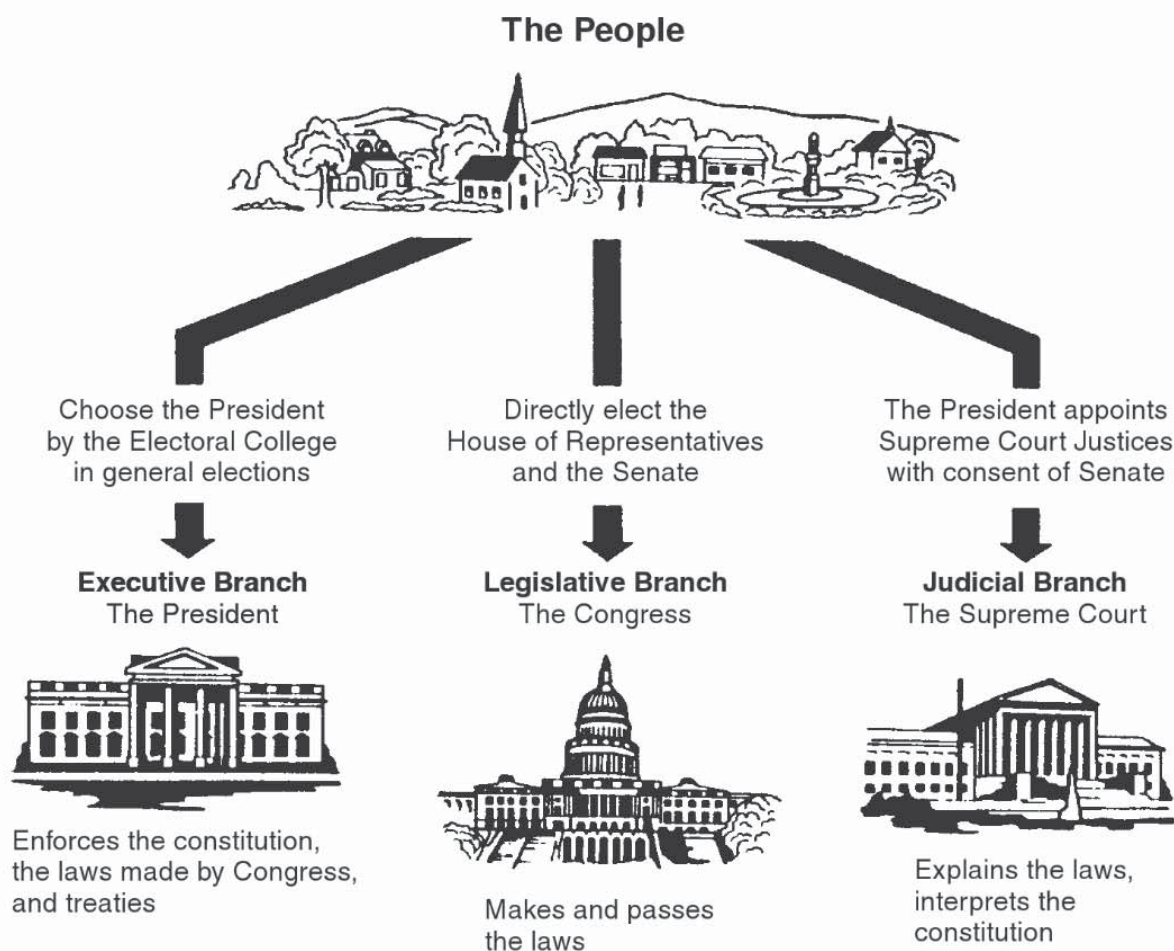 The People
Choose the President
by the Electoral College
in general elections
Directly elect the
House of Representatives
and the Senate
The President appoints
Supreme Court Justices
with consent of Senate
Executive Branch
The President
Legislative Branch
The Congress
Judicial Branch
The Supreme Court
Enforces the constitution,
the laws made by Congress,
and treaties
Makes and passes
the laws
Explains the laws,
interprets the
constitution